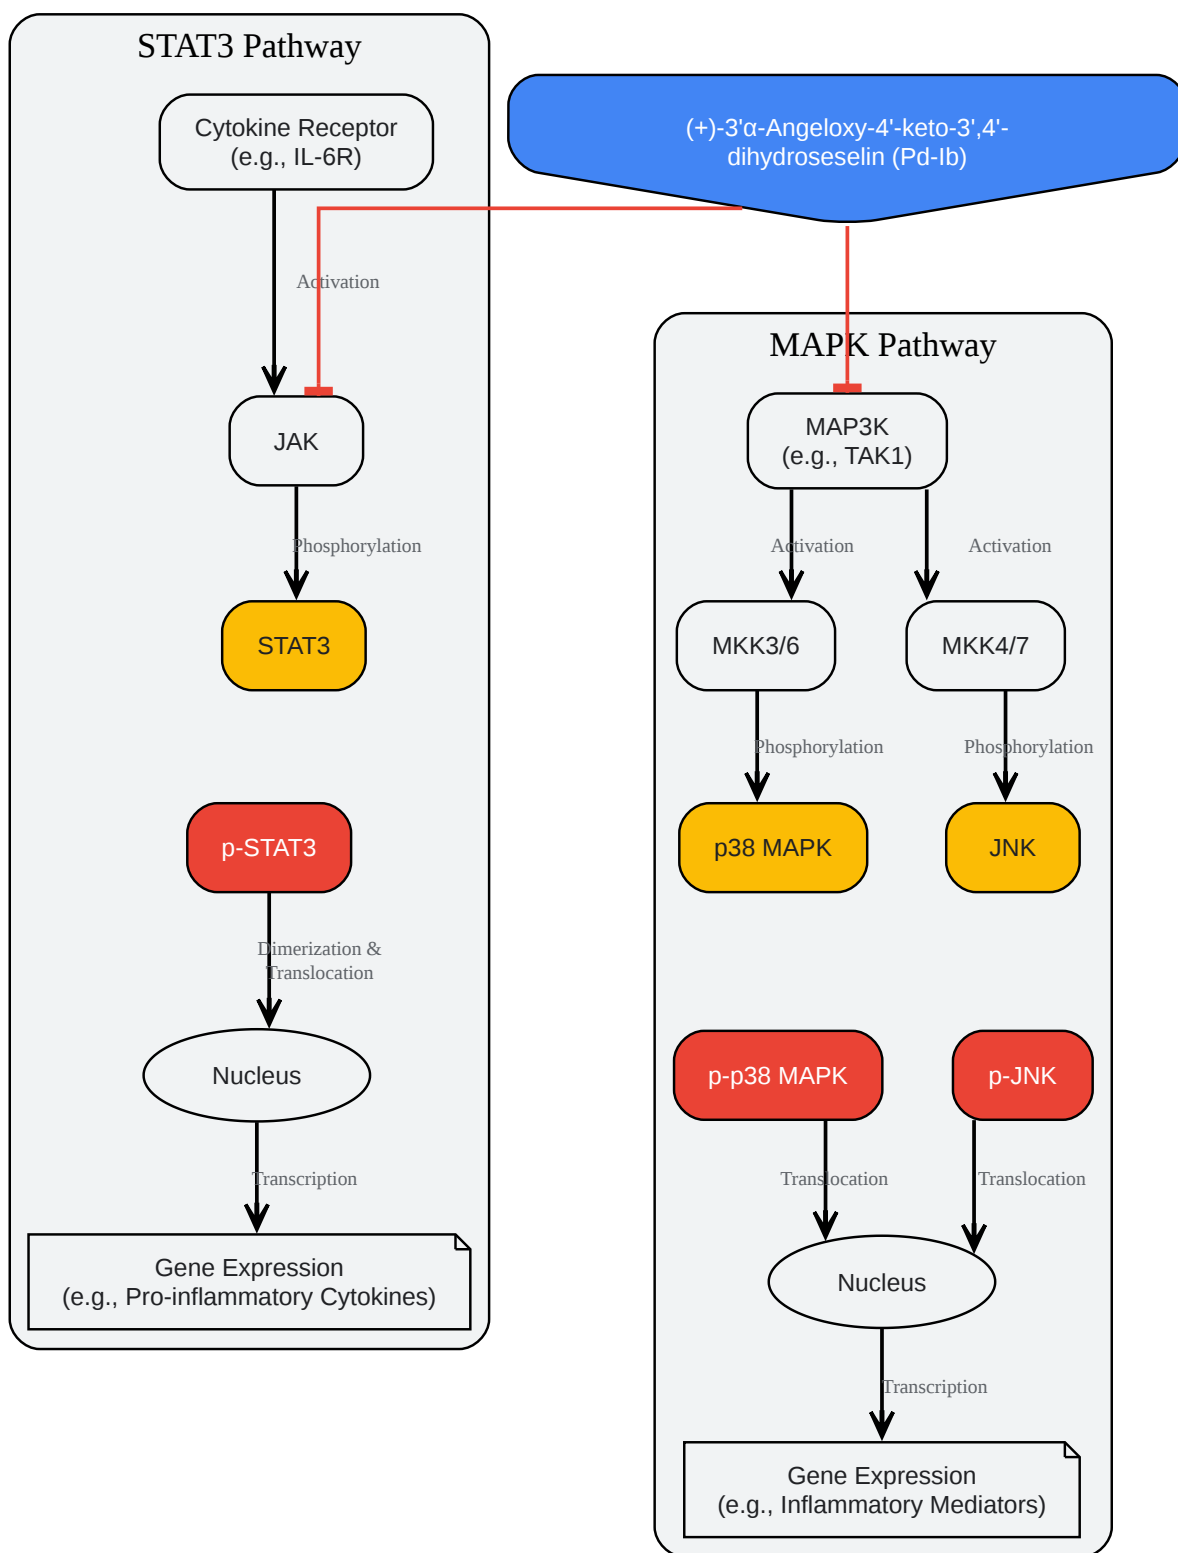 STAT3 Pathway
Cytokine Receptor
(e.g., IL-6R)
(+)-3'α-Angeloxy-4'-keto-3',4'-
dihydroseselin (Pd-Ib)
Activation
JAK
Phosphorylation
STAT3
p-STAT3
Dimerization &
Translocation
Nucleus
Transcription
Gene Expression
(e.g., Pro-inflammatory Cytokines)
MAPK Pathway
MAP3K
(e.g., TAK1)
Activation
Activation
MKK3/6
MKK4/7
Phosphorylation
Phosphorylation
p38 MAPK
JNK
p-p38 MAPK
p-JNK
Translocation
Translocation
Nucleus
Transcription
Gene Expression
(e.g., Inflammatory Mediators)